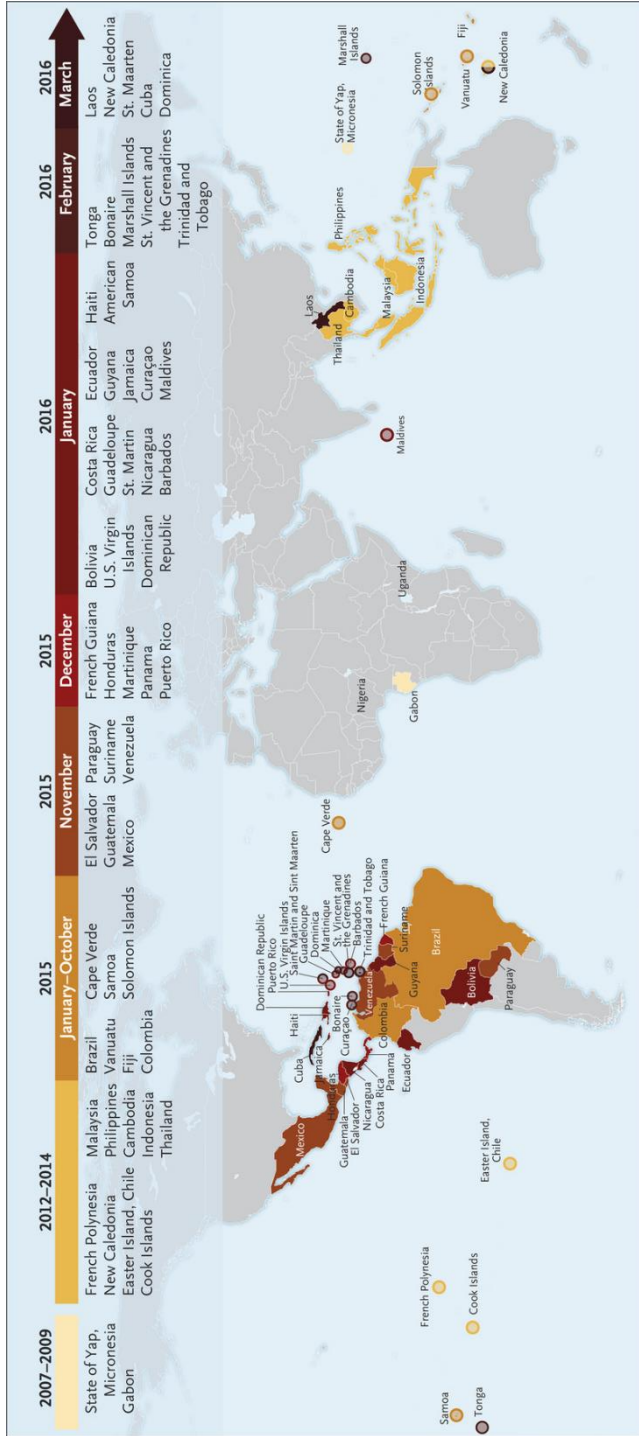 2007–2009
2012–2014
2015
2015
2015
2016
2016
2016
January–October
November
December
January
February
March
State of Yap,
Micronesia
Gabon
French Polynesia
New Caledonia
Easter Island, Chile
Cook Islands
Malaysia
Philippines
Cambodia
Indonesia
Thailand
Brazil
Vanuatu
Fiji
Colombia
Cape Verde
Samoa
Solomon Islands
El Salvador
Guatemala
Mexico
Paraguay
Suriname
Venezuela
French Guiana
Honduras
Martinique
Panama
Puerto Rico
Bolivia
U.S. Virgin
Islands
Dominican
Republic
Costa Rica
Guadeloupe
St. Martin
Nicaragua
Barbados
Ecuador
Guyana
Jamaica
Curaçao
Maldives
Haiti
American
Samoa
Tonga
Bonaire
Marshall Islands
St. Vincent and
the Grenadines
Trinidad and
Tobago
Laos
New Caledonia
St. Maarten
Cuba
Dominica
Mexico
Cuba
Jamaica
Haiti
Dominican Republic
Puerto Rico
U.S. Virgin Islands
Saint Martin and Sint Maarten
Guadeloupe
Dominica
Martinique
St. Vincent and
the Grenadines
Barbados
Trinidad and Tobago
Bonaire
Curaçao
Honduras
Guatemala
El Salvador
Nicaragua
Costa Rica
Panama
Venezuela
Colombia
Ecuador
Guyana
Suriname
French Guiana
Brazil
Bolivia
Paraguay
Easter Island,
Chile
French Polynesia
Cook Islands
Samoa
Tonga
Cape Verde
Nigeria
Gabon
Uganda
Maldives
Laos
Thailand
Cambodia
Philippines
Malaysia
Indonesia
State of Yap,
Micronesia
Marshall
Islands
Solomon
Islands
Vanuatu
Fiji
New Caledonia